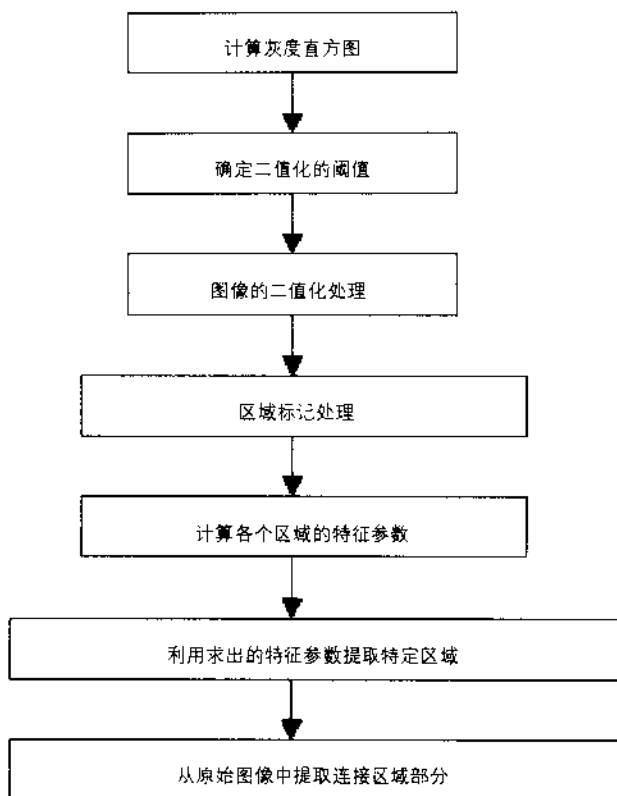 计算灰度直方图
确定二值化的阈值
图像的二值化处理
区域标记处理
计算各个区域的特征参数
利用求出的特征参数提取特定区域
从原始图像中提取连接区域部分